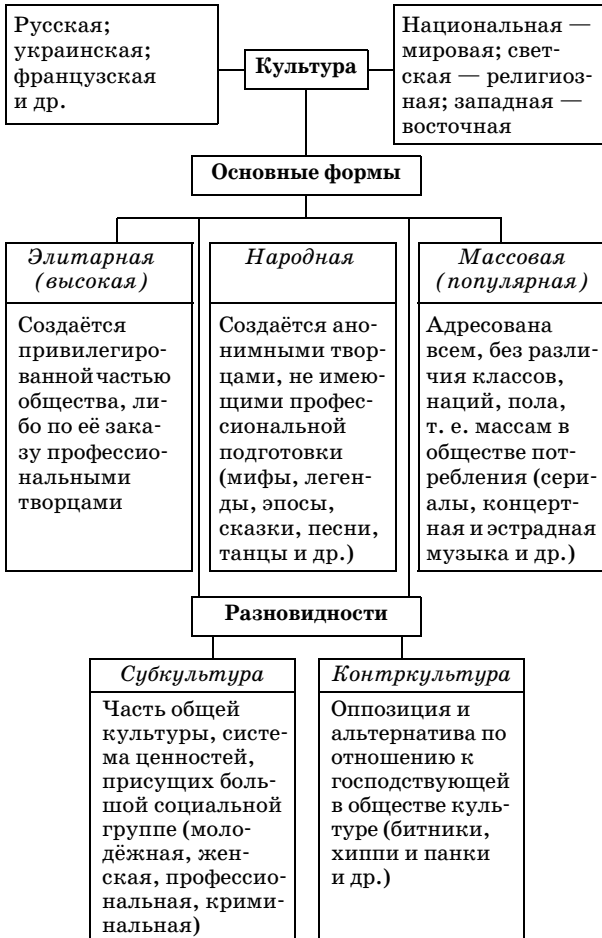 Русская;
украинская;
французская
и др.
Культура
Национальная —
мировая; свет-
ская — религиоз-
ная; западная —
восточная
Основные формы
Элитарная
(высокая)
Создаётся
привилегиро-
ванной частью
общества, ли-
бо по её зака-
зу профессио-
нальными
творцами
Народная
Создаётся ано-
нимными твор-
цами, не имею-
щими профес-
сиональной
подготовки
(мифы, леген-
ды, эпосы,
сказки, песни,
танцы и др.)
Массовая
(популярная)
Адресована
всем, без разли-
чия классов,
наций, пола,
т. е. массам в
обществе пот-
ребления (сери-
алы, концерт-
ная и эстрадная
музыка и др.)
Разновидности
Субкультура
Часть общей
культуры, систе-
ма ценностей,
присущих боль-
шой социальной
группе (моло-
дёжная, жен-
ская, профессио-
нальная, крими-
нальная)
Контркультура
Оппозиция и
альтернатива по
отношению к
господствующей
в обществе куль-
туре (битники,
хиппи и панки
и др.)